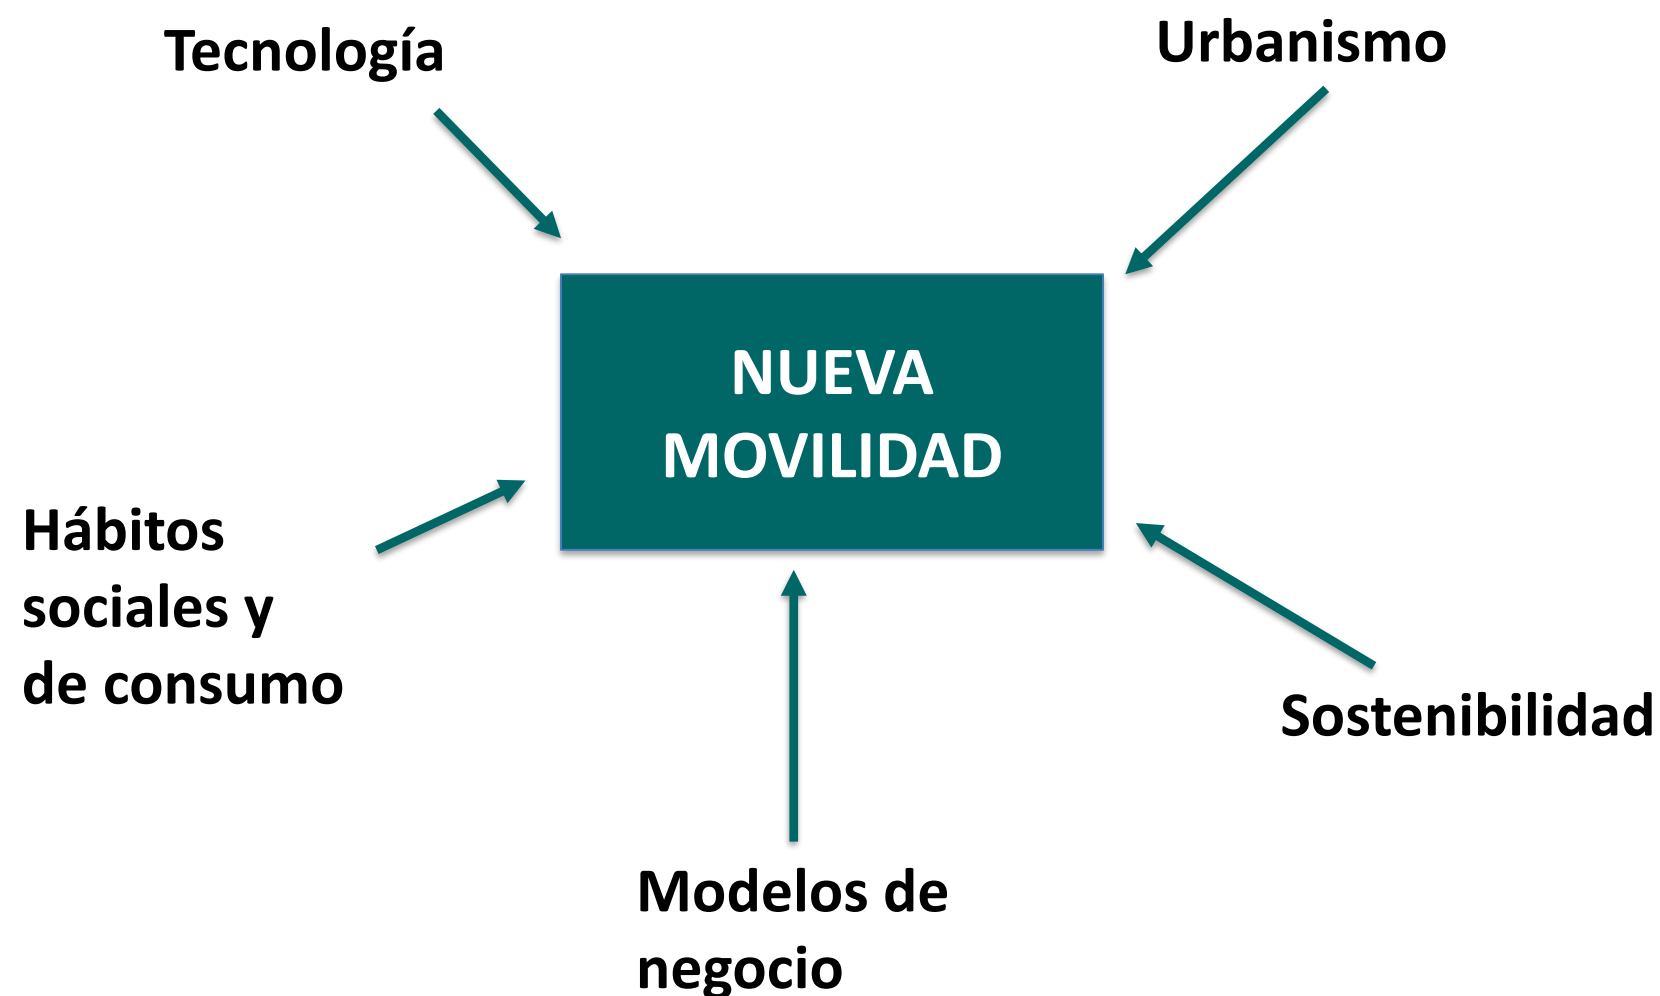 Tecnología
Urbanismo
NUEVA
MOVILIDAD
Hábitos
sociales y
de consumo
Sostenibilidad
Modelos de
negocio